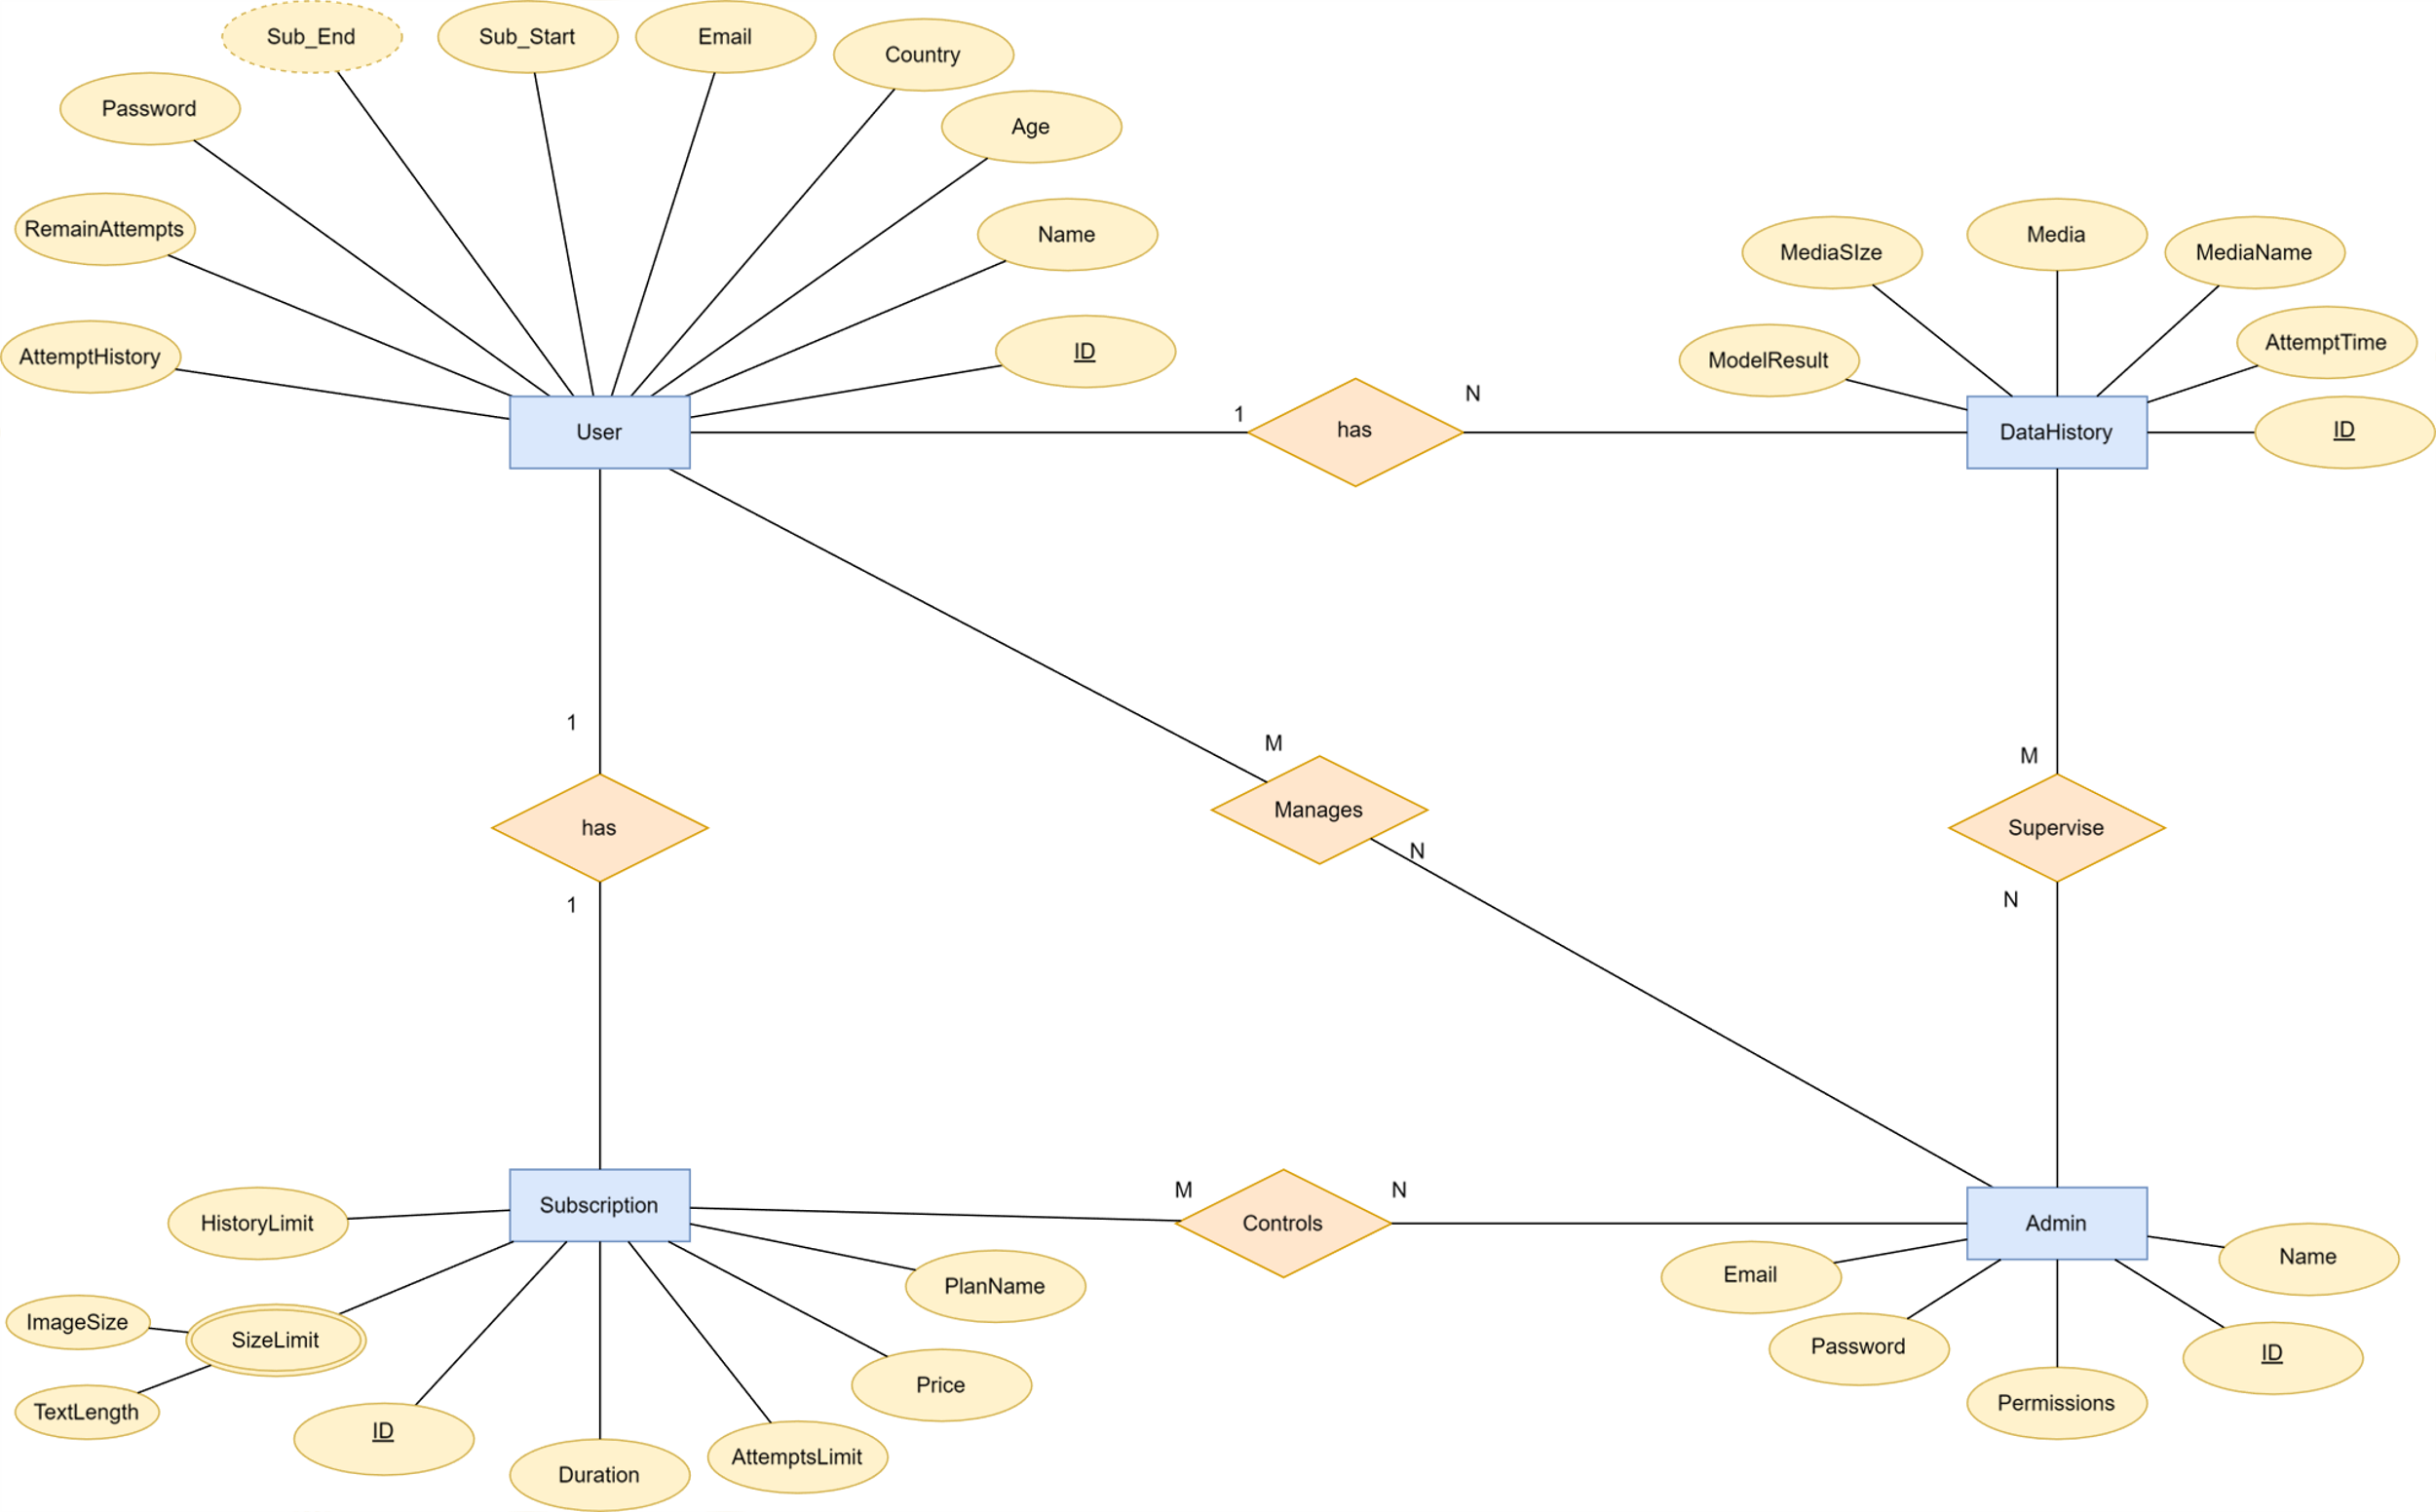 Sub_End
Sub_Start
Email
Country
Password
Age
RemainAttempts
Name
AttemptHistory
ID
MediaSIze
Media
MediaName
ModelResult
AttemptTime
ID
User
1
has
N
DataHistory
1
has
1
M
Manages
N
M
Supervise
N
Subscription
M
Controls
N
Admin
HistoryLimit
ImageSize
SizeLimit
TextLength
ID
Duration
AttemptsLimit
Price
PlanName
Email
Password
Permissions
ID
Name